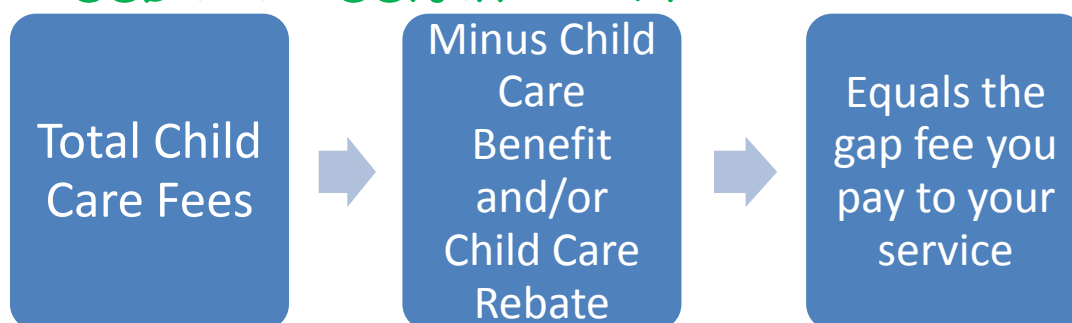 Total Child
Care Fees
Minus Child
Care
Benefit
and/or
Child Care
Rebate
Equals the
gap fee you
pay to your
service